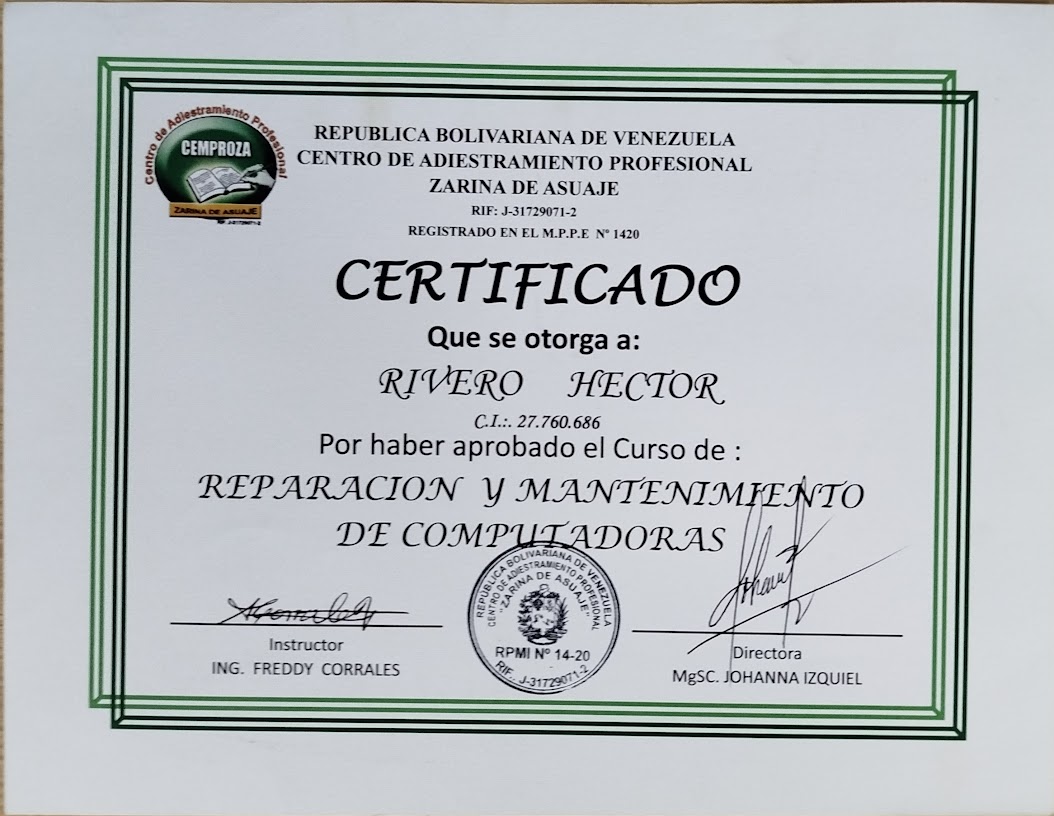 Centro de Adiestramiento Profesional
CEMPROZA
ZARINA DE ASUAJE
J-31729071-2
REPUBLICA BOLIVARIANA DE VENEZUELA
CENTRO DE ADIESTRAMIENTO PROFESIONAL
ZARINA DE ASUAJE
RIF: J-31729071-2
REGISTRADO EN EL M.P.P.E Nº 1420
CERTIFICADO
Que se otorga a:
RIVERO HECTOR
C.I.:. 27.760.686
Por haber aprobado el Curso de :
REPARACION Y MANTENIMIENTO
DE COMPUTADORAS
REPÚBLICA BOLIVARIANA DE VENEZUELA
CENTRO DE ADIESTRAMIENTO PROFESIONAL
"ZARINA DE ASUAJE"
RPMI Nº 14-20
RIF.: J-31729071-2
Instructor
ING. FREDDY CORRALES
Directora
MgSC. JOHANNA IZQUIEL